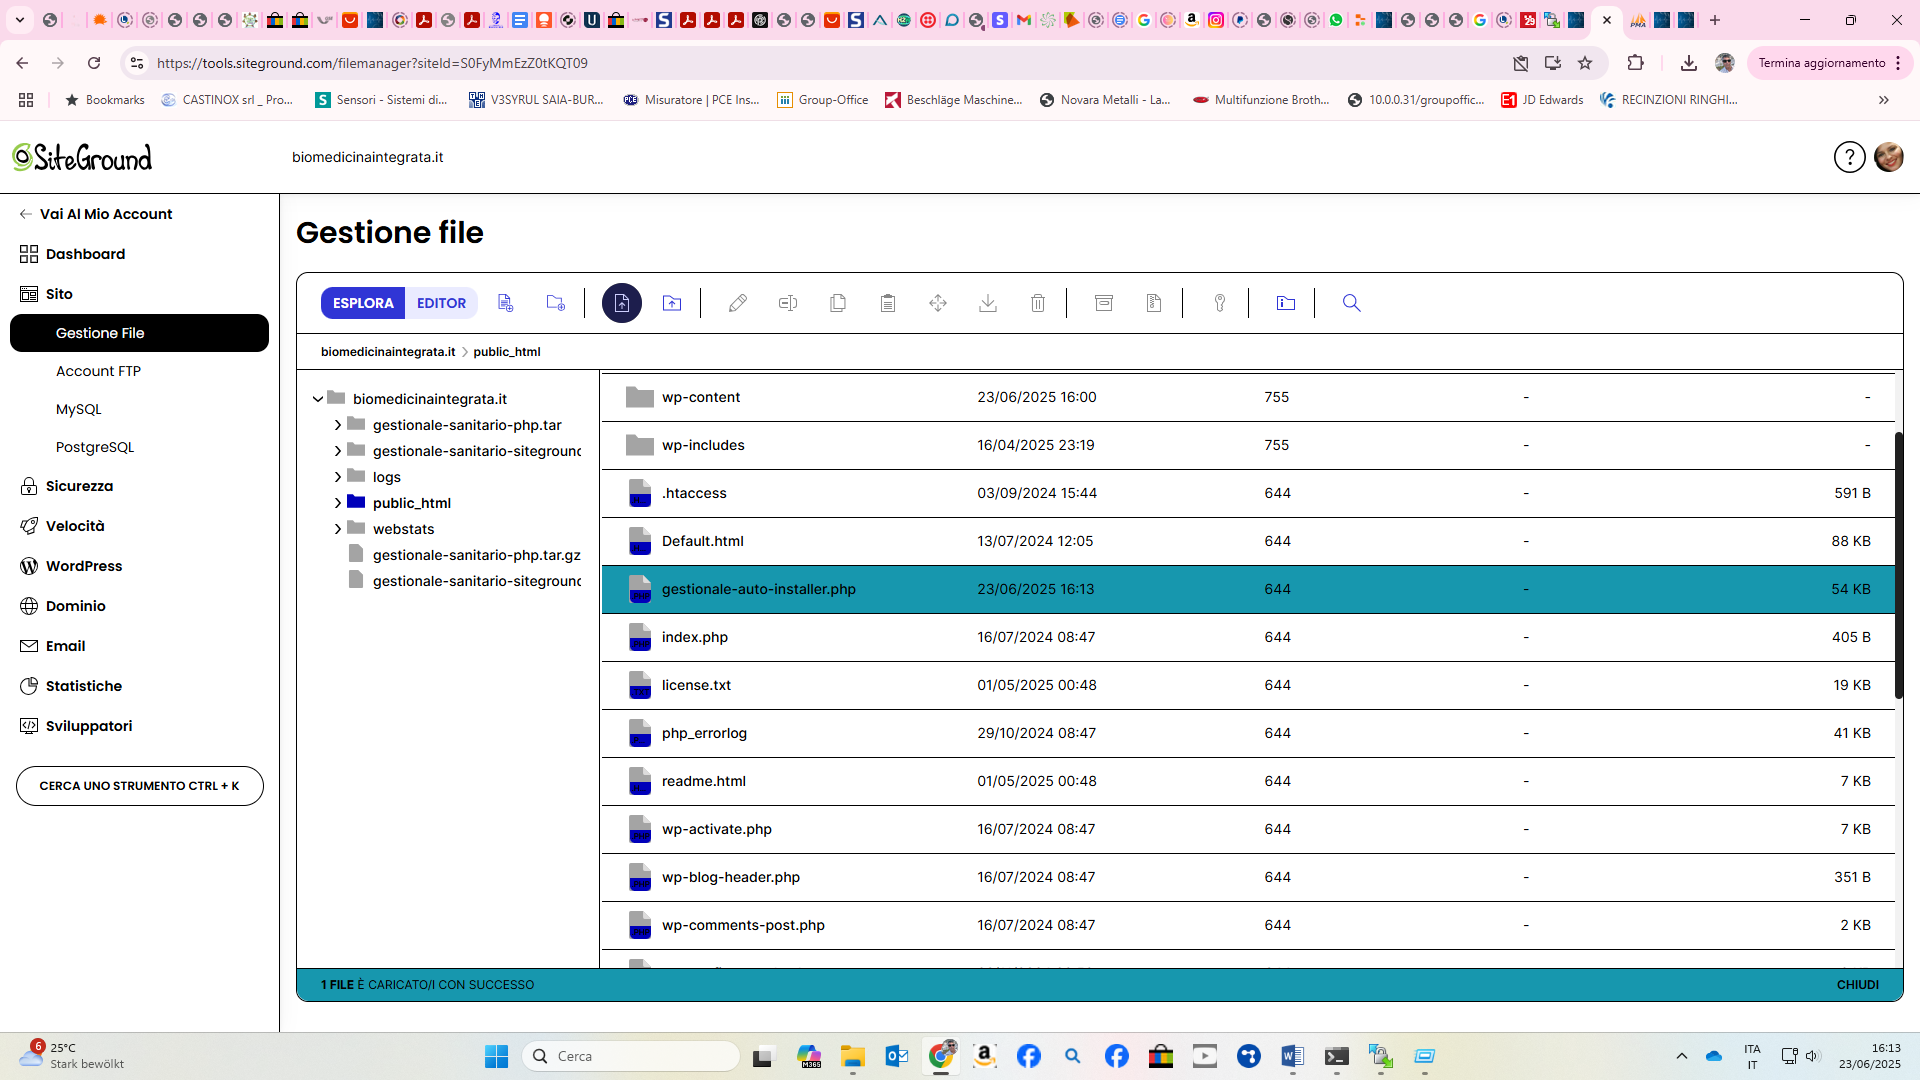 https://tools.siteground.com/filemanager?siteId=S0FyMmEzZ0tKQT09
Termina aggiornamento
Bookmarks
CASTINOX srl _ Pro...
Sensori - Sistemi di...
V3SYRUL SAIA-BUR...
Misuratore | PCE Ins...
Group-Office
Beschläge Maschine...
Novara Metalli - La...
Multifunzione Broth...
10.0.0.31/groupoffic...
JD Edwards
RECINZIONI RINGHI...
SiteGround
biomedicinaintegrata.it
Vai Al Mio Account
Dashboard
Sito
Gestione File
Account FTP
MySQL
PostgreSQL
Sicurezza
Velocità
WordPress
Dominio
Email
Statistiche
Sviluppatori
CERCA UNO STRUMENTO CTRL + K
Gestione file
ESPLORA
EDITOR
biomedicinaintegrata.it > public_html
biomedicinaintegrata.it
gestionale-sanitario-php.tar
gestionale-sanitario-siteground
logs
public_html
webstats
gestionale-sanitario-php.tar.gz
gestionale-sanitario-siteground
wp-content 23/06/2025 16:00 755 - -
wp-includes 16/04/2025 23:19 755 - -
.htaccess 03/09/2024 15:44 644 - 591 B
Default.html 13/07/2024 12:05 644 - 88 KB
gestionale-auto-installer.php 23/06/2025 16:13 644 - 54 KB
index.php 16/07/2024 08:47 644 - 405 B
license.txt 01/05/2025 00:48 644 - 19 KB
php_errorlog 29/10/2024 08:47 644 - 41 KB
readme.html 01/05/2025 00:48 644 - 7 KB
wp-activate.php 16/07/2024 08:47 644 - 7 KB
wp-blog-header.php 16/07/2024 08:47 644 - 351 B
wp-comments-post.php 16/07/2024 08:47 644 - 2 KB
1 FILE È CARICATO/I CON SUCCESSO
CHIUDI
6
25°C
Stark bewölkt
Cerca
ITA
IT
16:13
23/06/2025